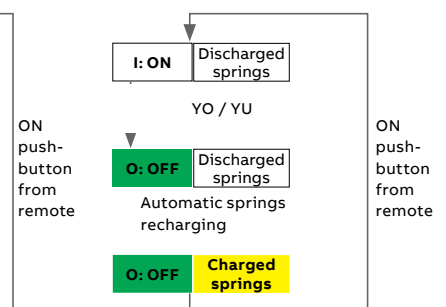 I: ON
Discharged
springs
YO / YU
ON
push-
button
from
remote
ON
push-
button
from
remote
O: OFF
Discharged
springs
Automatic springs
recharging
O: OFF
Charged
springs